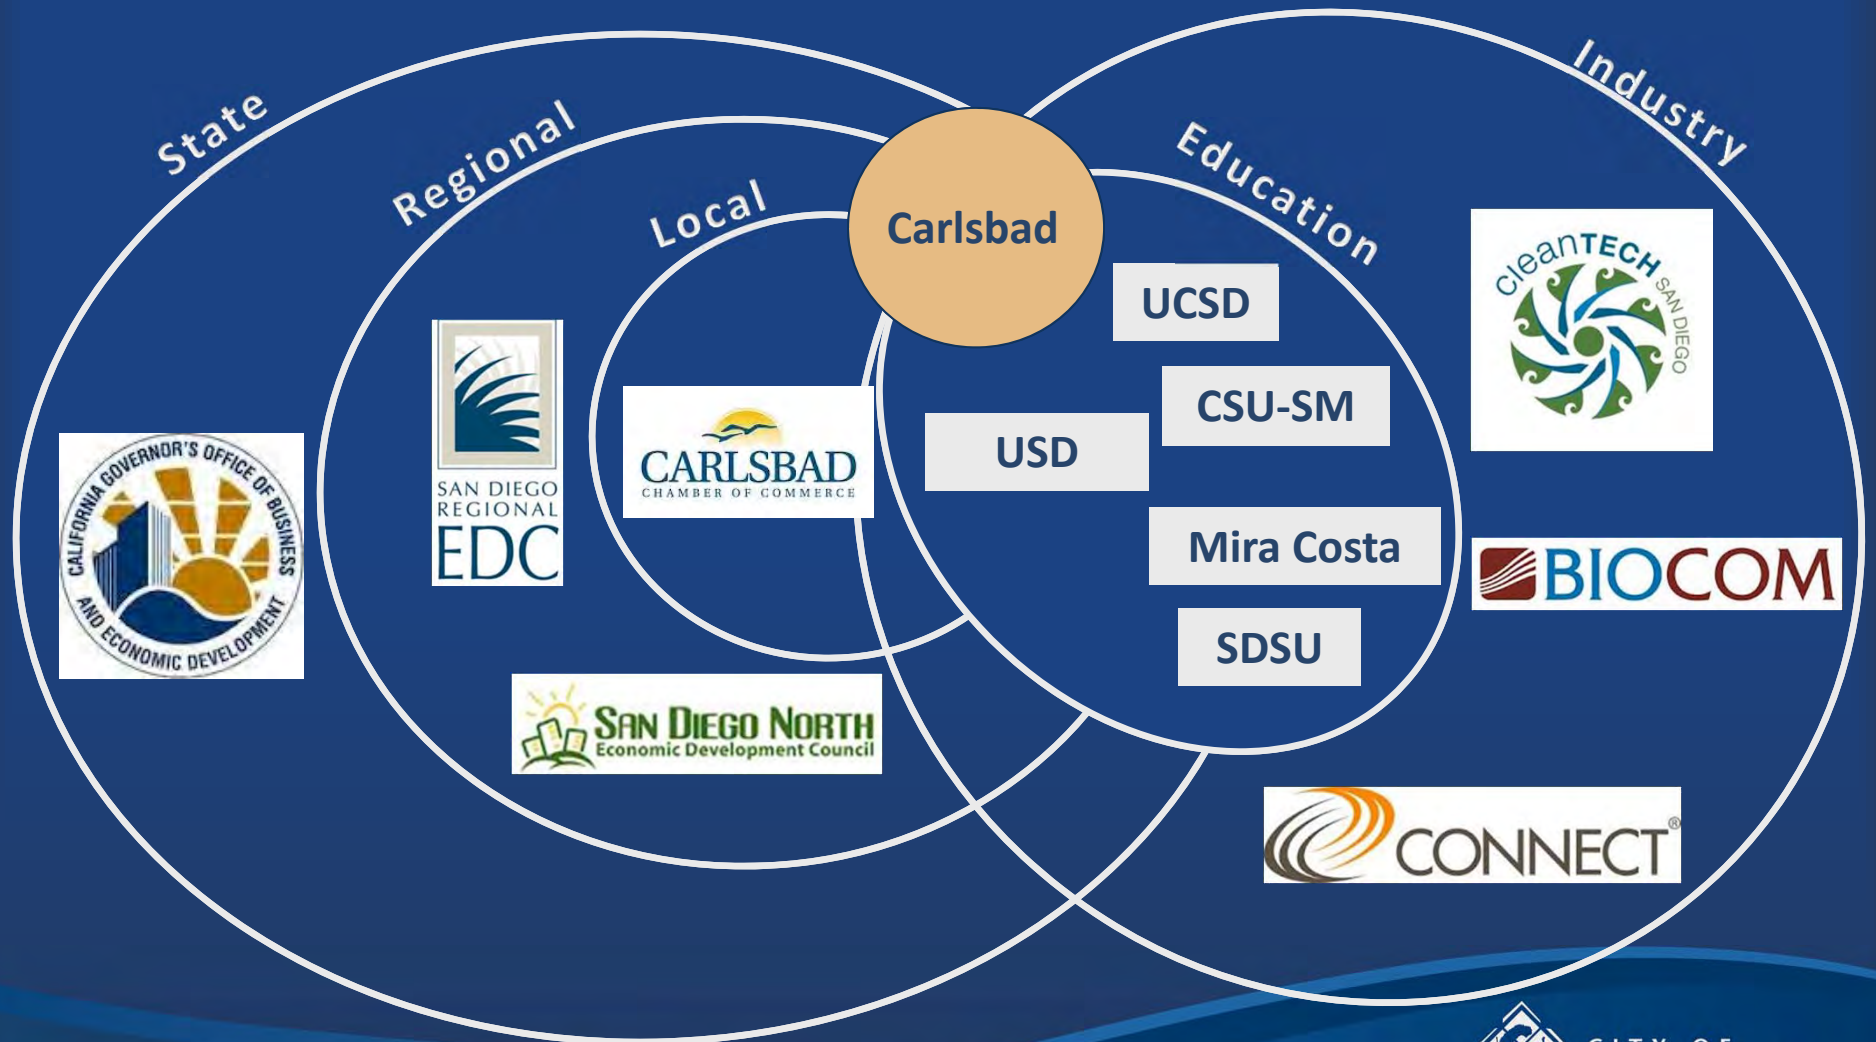 State
Regional
Local
Carlsbad
Education
Industry
UCSD
CSU-SM
USD
Mira Costa
SDSU
CALIFORNIA GOVERNOR'S OFFICE OF BUSINESS
AND ECONOMIC DEVELOPMENT
SAN DIEGO
REGIONAL
EDC
CARLSBAD
CHAMBER OF COMMERCE
SAN DIEGO NORTH
Economic Development Council
CleanTECH
SAN DIEGO
BIOCOM
CONNECT®
CITY OF